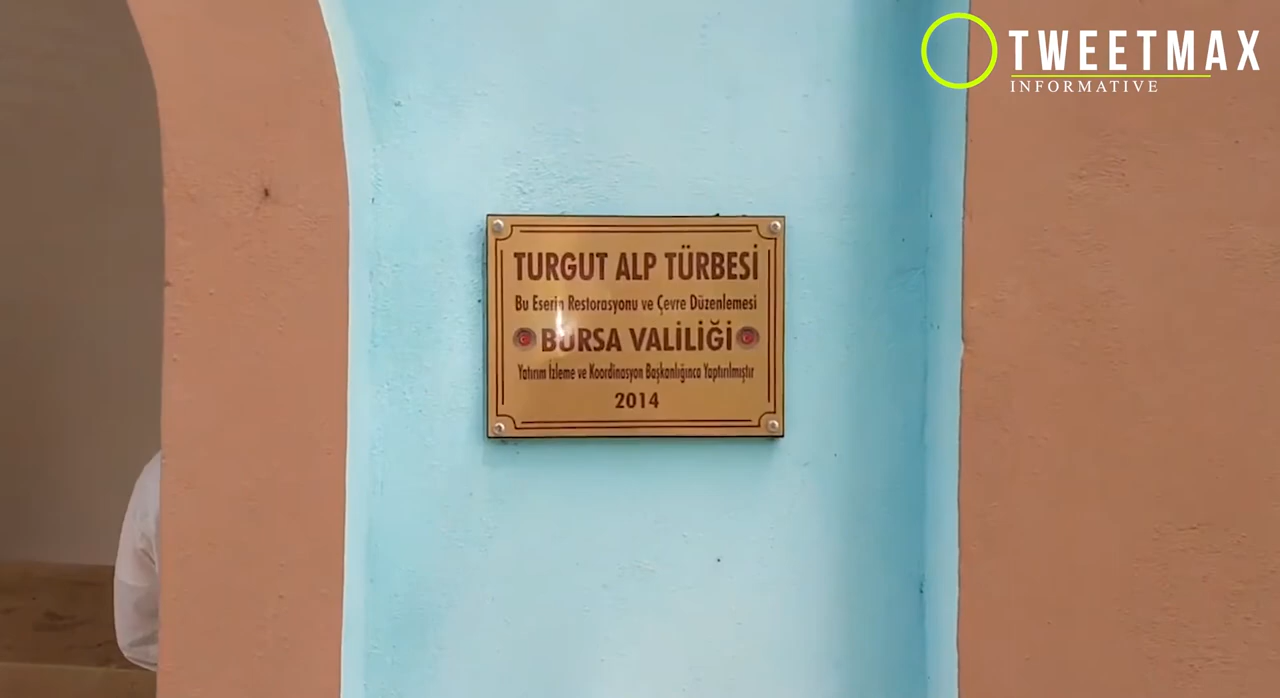 TWEETMAX
INFORMATIVE
TURGUT ALP TÜRBESİ
Bu Eserin Restorasyonu ve Çevre Düzenlemesi
BURSA VALİLİĞİ
Yatırım İzleme ve Koordinasyon Başkanlığınca Yaptırılmıştır
2014